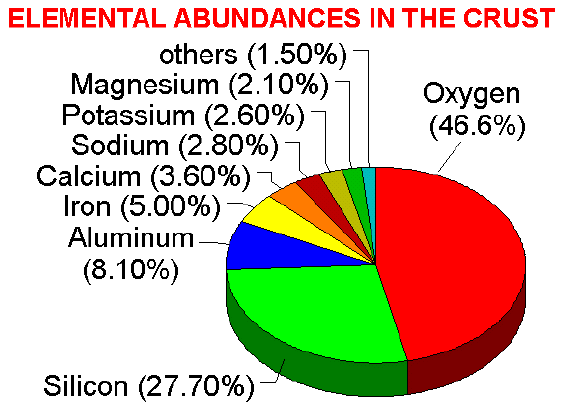 ELEMENTAL ABUNDANCES IN THE CRUST
others (1.50%)
Magnesium (2.10%)
Potassium (2.60%)
Sodium (2.80%)
Calcium (3.60%)
Iron (5.00%)
Aluminum
(8.10%)
Silicon (27.70%)
Oxygen
(46.6%)